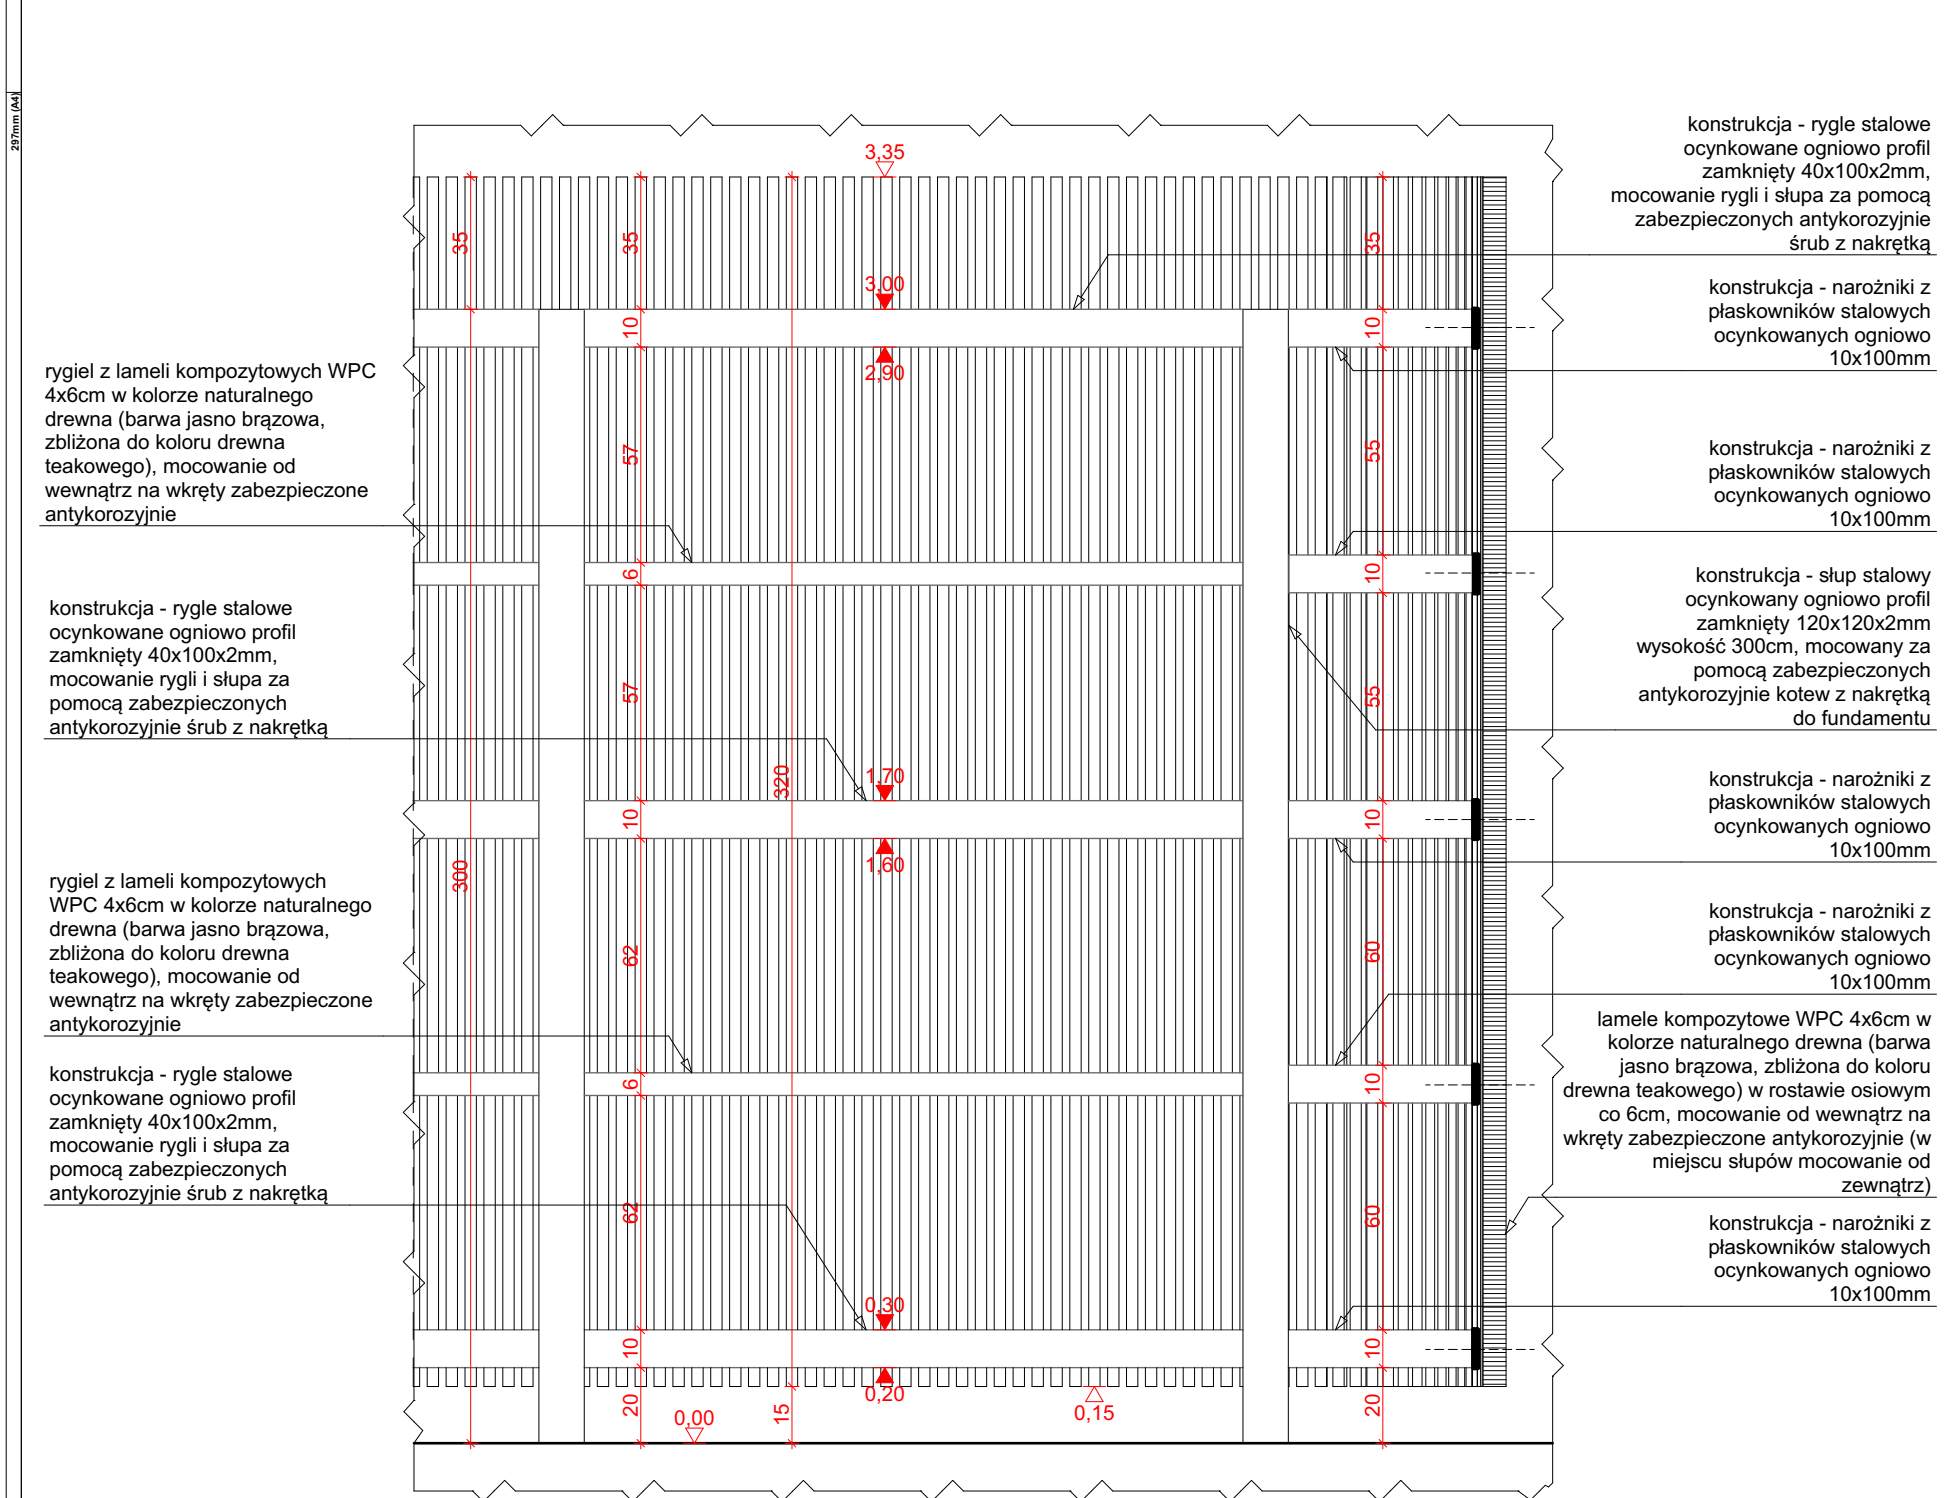 297mm (A4)
rygiel z lameli kompozytowych WPC
4x6cm w kolorze naturalnego
drewna (barwa jasno brązowa,
zbliżona do koloru drewna
teakowego), mocowanie od
wewnątrz na wkręty zabezpieczone
antykorozyjnie
konstrukcja - rygle stalowe
ocynkowane ogniowo profil
zamknięty 40x100x2mm,
mocowanie rygli i słupa za
pomocą zabezpieczonych
antykorozyjnie śrub z nakrętką
rygiel z lameli kompozytowych
WPC 4x6cm w kolorze naturalnego
drewna (barwa jasno brązowa,
zbliżona do koloru drewna
teakowego), mocowanie od
wewnątrz na wkręty zabezpieczone
antykorozyjnie
konstrukcja - rygle stalowe
ocynkowane ogniowo profil
zamknięty 40x100x2mm,
mocowanie rygli i słupa za
pomocą zabezpieczonych
antykorozyjnie śrub z nakrętką
35
300
35
10
57
6
57
10
62
6
62
10
20
320
15
3,35
3,00
2,90
1,70
1,60
0,30
0,20
0,00
0,15
35
10
55
10
55
10
60
10
60
10
20
konstrukcja - rygle stalowe
ocynkowane ogniowo profil
zamknięty 40x100x2mm,
mocowanie rygli i słupa za pomocą
zabezpieczonych antykorozyjnie
śrub z nakrętką
konstrukcja - narożniki z
płaskowników stalowych
ocynkowanych ogniowo
10x100mm
konstrukcja - narożniki z
płaskowników stalowych
ocynkowanych ogniowo
10x100mm
konstrukcja - słup stalowy
ocynkowany ogniowo profil
zamknięty 120x120x2mm
wysokość 300cm, mocowany za
pomocą zabezpieczonych
antykorozyjnie kotew z nakrętką
do fundamentu
konstrukcja - narożniki z
płaskowników stalowych
ocynkowanych ogniowo
10x100mm
konstrukcja - narożniki z
płaskowników stalowych
ocynkowanych ogniowo
10x100mm
lamele kompozytowe WPC 4x6cm w
kolorze naturalnego drewna (barwa
jasno brązowa, zbliżona do koloru
drewna teakowego) w rostawie osiowym
co 6cm, mocowanie od wewnątrz na
wkręty zabezpieczone antykorozyjnie (w
miejscu słupów mocowanie od
zewnątrz)
konstrukcja - narożniki z
płaskowników stalowych
ocynkowanych ogniowo
10x100mm